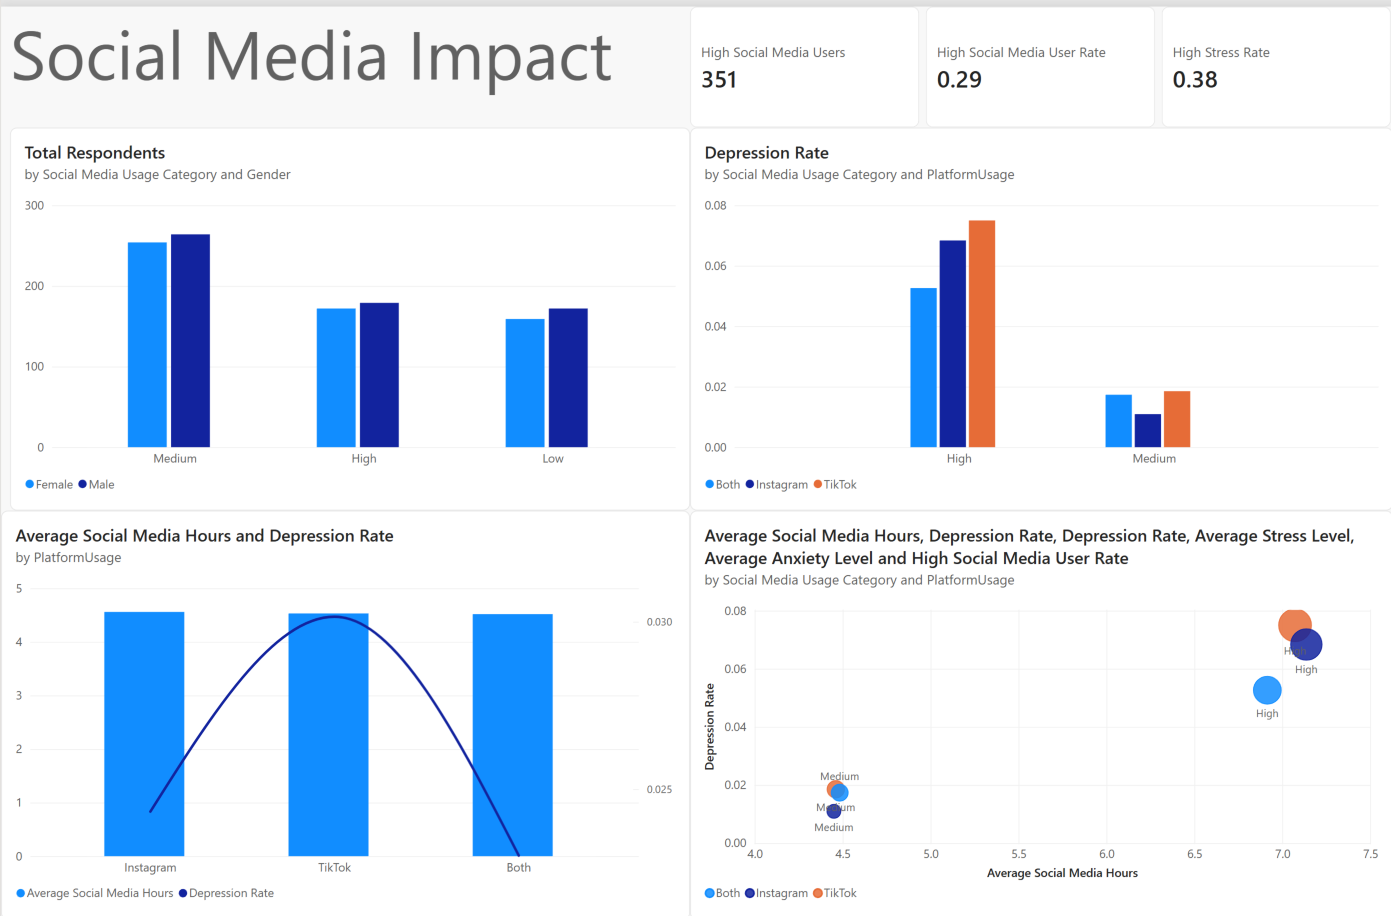 Social Media Impact
High Social Media Users
351
High Social Media User Rate
0.29
High Stress Rate
0.38
Total Respondents
by Social Media Usage Category and Gender
300
200
100
0
Medium
High
Low
Female
Male
Depression Rate
by Social Media Usage Category and PlatformUsage
0.08
0.06
0.04
0.02
0.00
High
Medium
Both
Instagram
TikTok
Average Social Media Hours and Depression Rate
by PlatformUsage
5
4
3
2
1
0
0.030
0.025
Instagram
TikTok
Both
Average Social Media Hours
Depression Rate
Average Social Media Hours, Depression Rate, Depression Rate, Average Stress Level,
Average Anxiety Level and High Social Media User Rate
by Social Media Usage Category and PlatformUsage
Depression Rate
0.08
0.06
0.04
0.02
0.00
High
High
High
Medium
Medium
Medium
4.0
4.5
5.0
5.5
6.0
6.5
7.0
7.5
Average Social Media Hours
Both
Instagram
TikTok